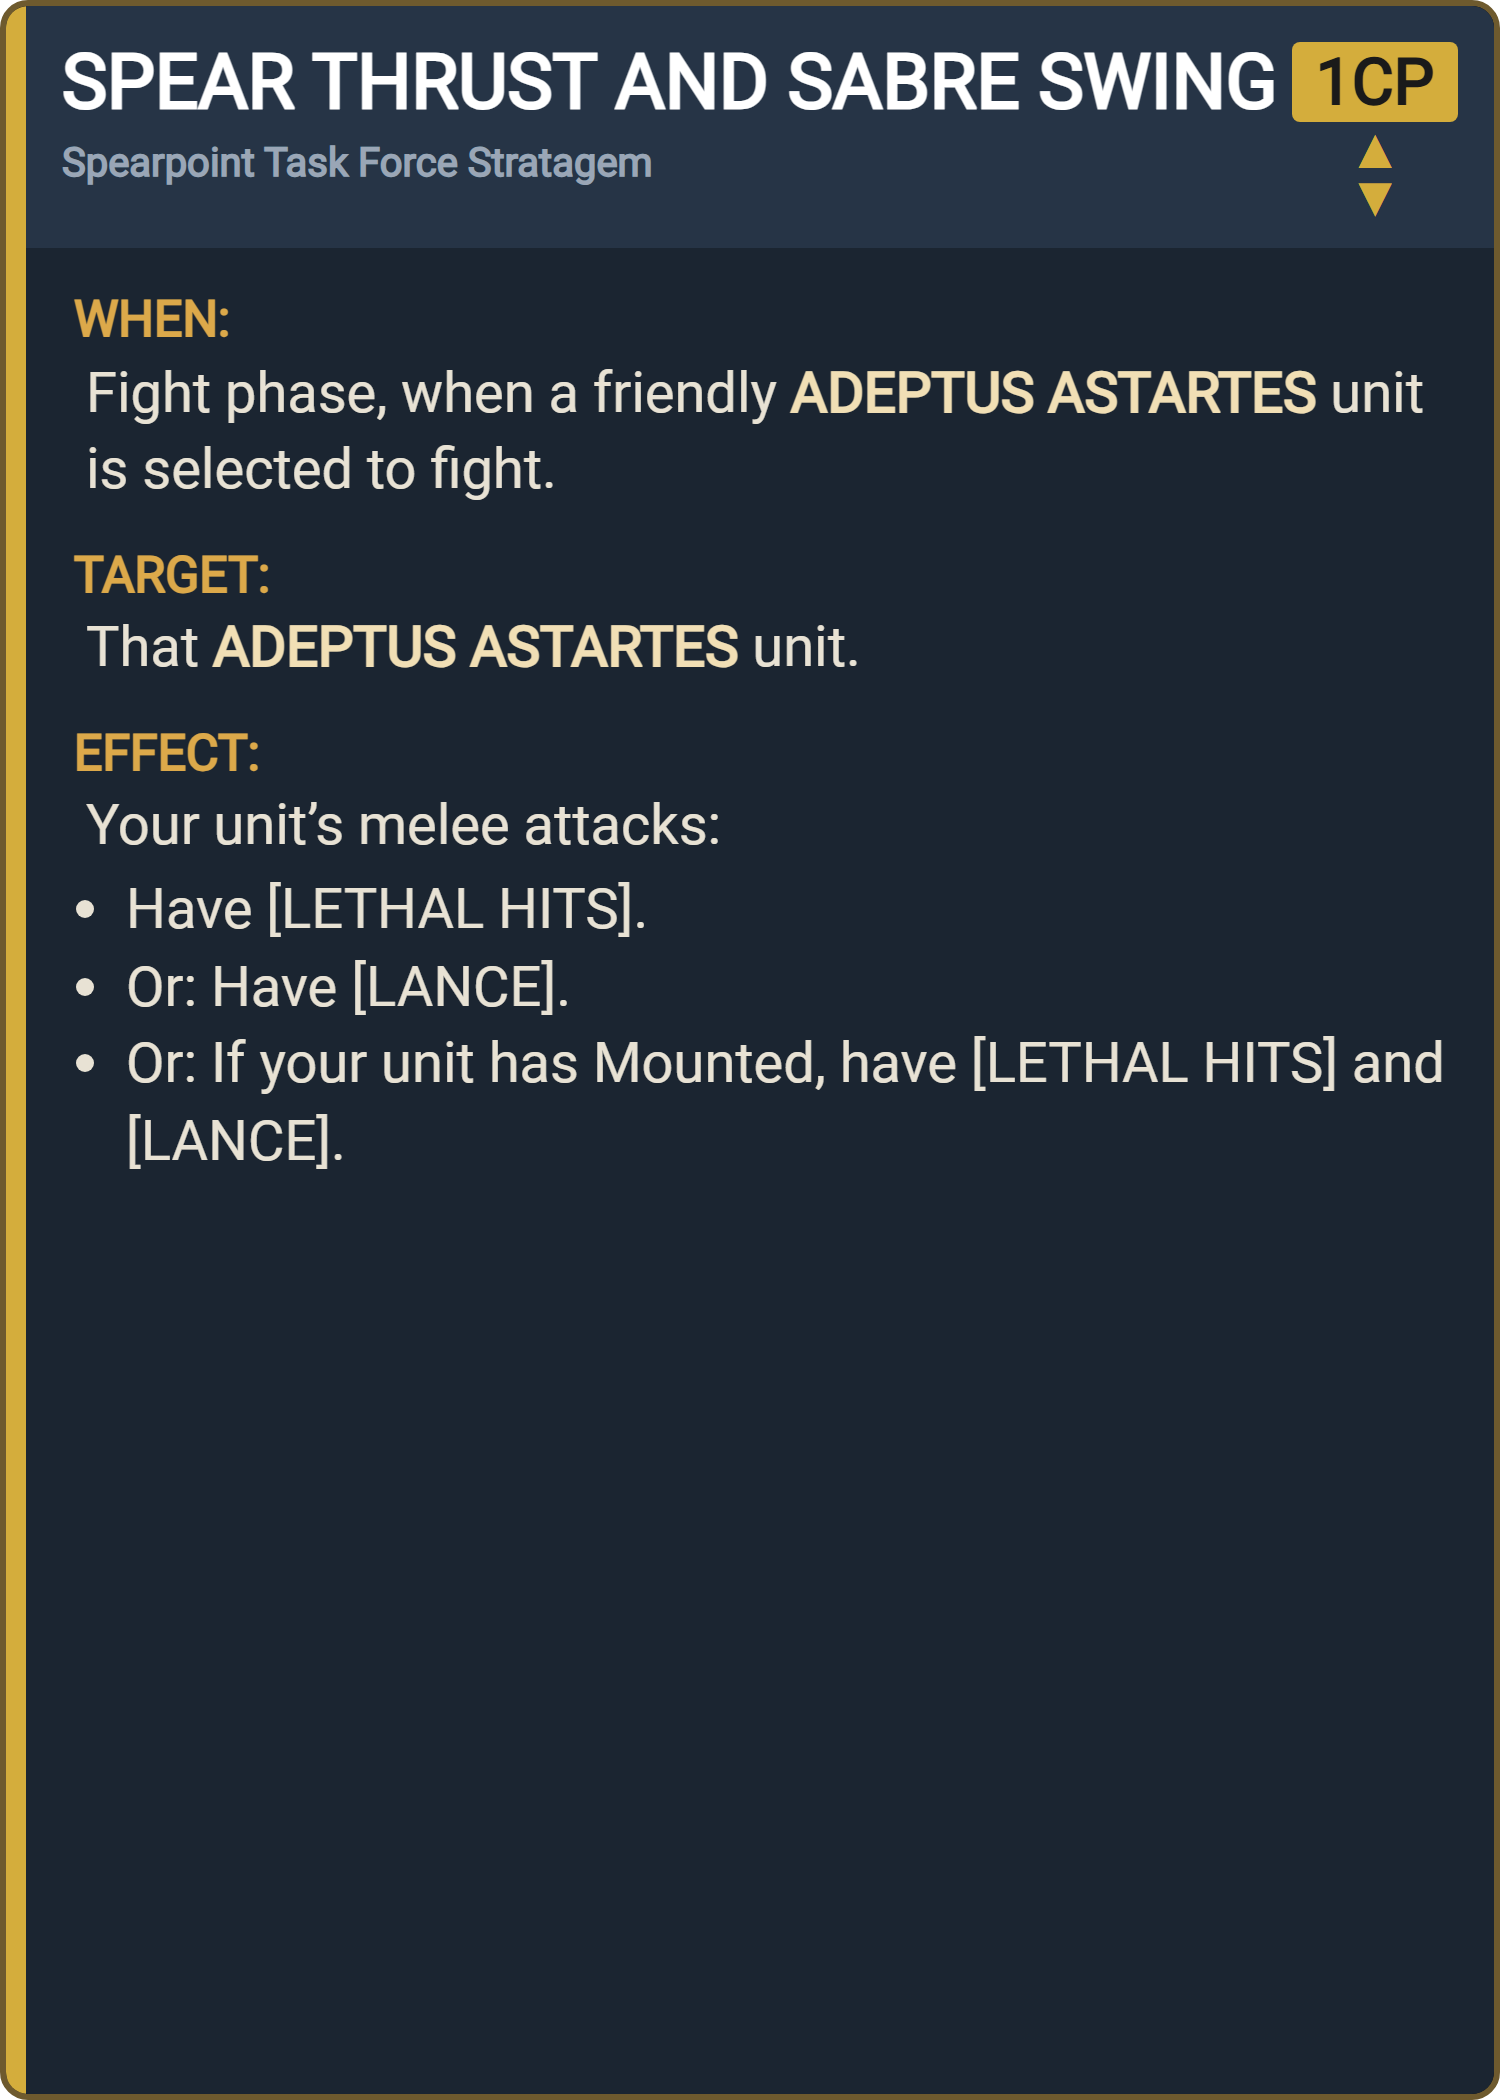 SPEAR THRUST AND SABRE SWING 1CP
Spearpoint Task Force Stratagem
▲
▼
WHEN:
Fight phase, when a friendly ADEPTUS ASTARTES unit
is selected to fight.
TARGET:
That ADEPTUS ASTARTES unit.
EFFECT:
Your unit’s melee attacks:
• Have [LETHAL HITS].
• Or: Have [LANCE].
• Or: If your unit has Mounted, have [LETHAL HITS] and
[LANCE].